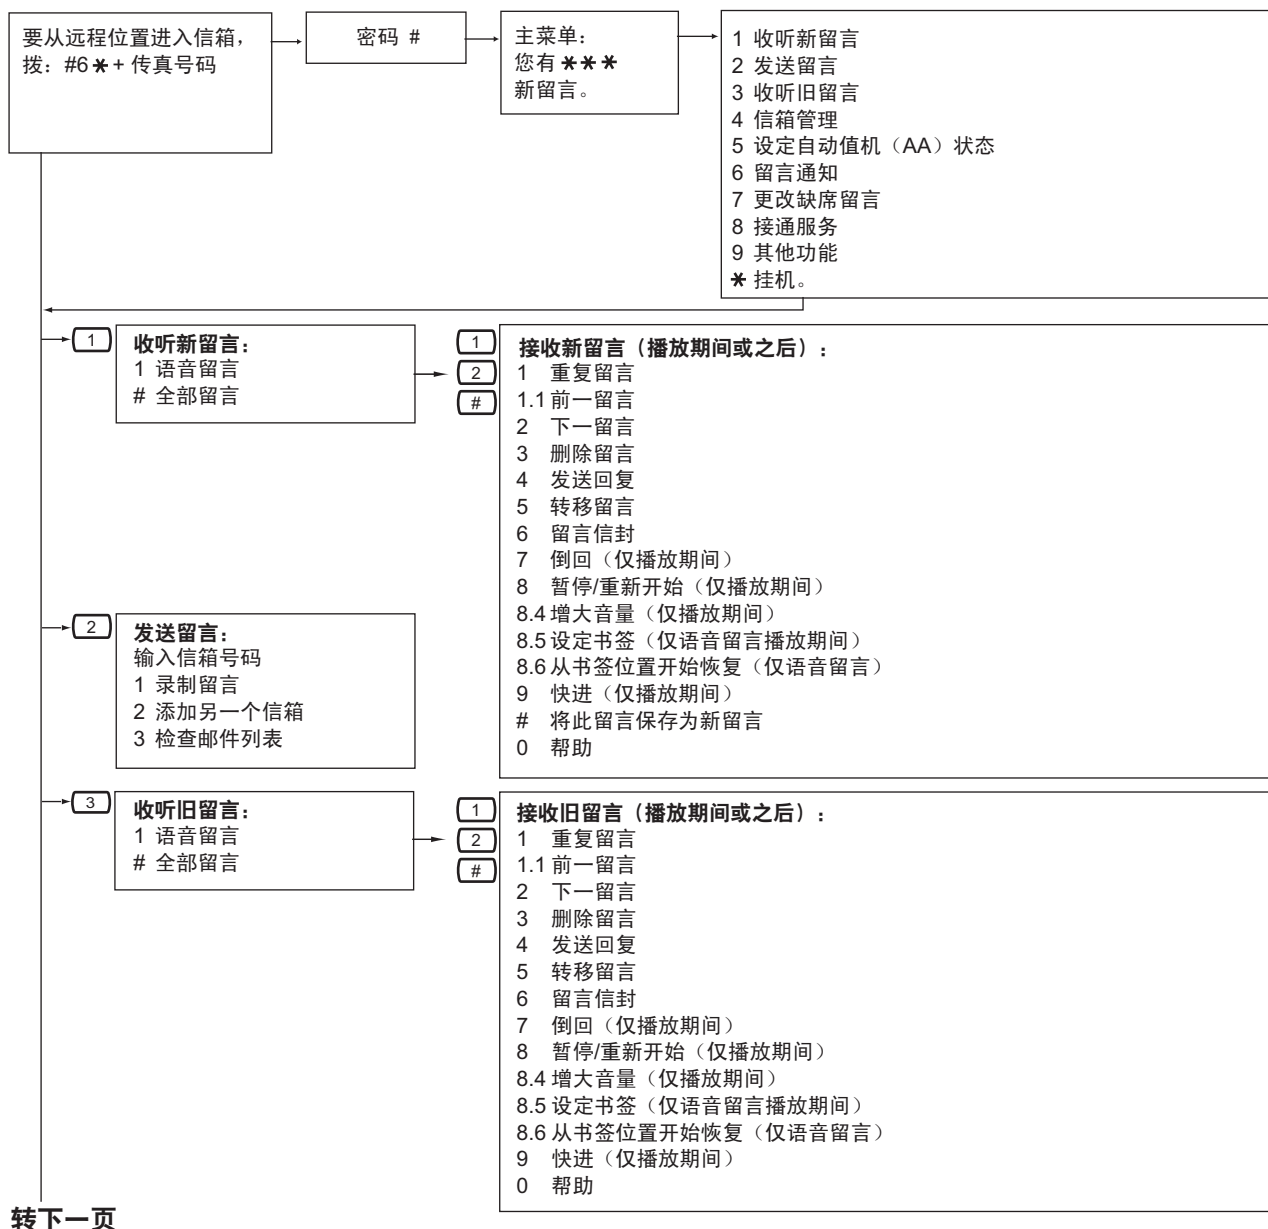 要从远程位置进入信箱，
拨：#6＊+ 传真号码
密码 #
主菜单：
您有＊＊＊
新留言。
1 收听新留言
2 发送留言
3 收听旧留言
4 信箱管理
5 设定自动值机（AA）状态
6 留言通知
7 更改缺席留言
8 接通服务
9 其他功能
＊ 挂机。
1
收听新留言：
1 语音留言
# 全部留言
1
2
#
接收新留言（播放期间或之后）：
1 重复留言
1.1 前一留言
2 下一留言
3 删除留言
4 发送回复
5 转移留言
6 留言信封
7 倒回（仅播放期间）
8 暂停/重新开始（仅播放期间）
8.4 增大音量（仅播放期间）
8.5 设定书签（仅语音留言播放期间）
8.6 从书签位置开始恢复（仅语音留言）
9 快进（仅播放期间）
# 将此留言保存为新留言
0 帮助
2
发送留言：
输入信箱号码
1 录制留言
2 添加另一个信箱
3 检查邮件列表
3
收听旧留言：
1 语音留言
# 全部留言
1
2
#
接收旧留言（播放期间或之后）：
1 重复留言
1.1 前一留言
2 下一留言
3 删除留言
4 发送回复
5 转移留言
6 留言信封
7 倒回（仅播放期间）
8 暂停/重新开始（仅播放期间）
8.4 增大音量（仅播放期间）
8.5 设定书签（仅语音留言播放期间）
8.6 从书签位置开始恢复（仅语音留言）
9 快进（仅播放期间）
0 帮助
转下一页